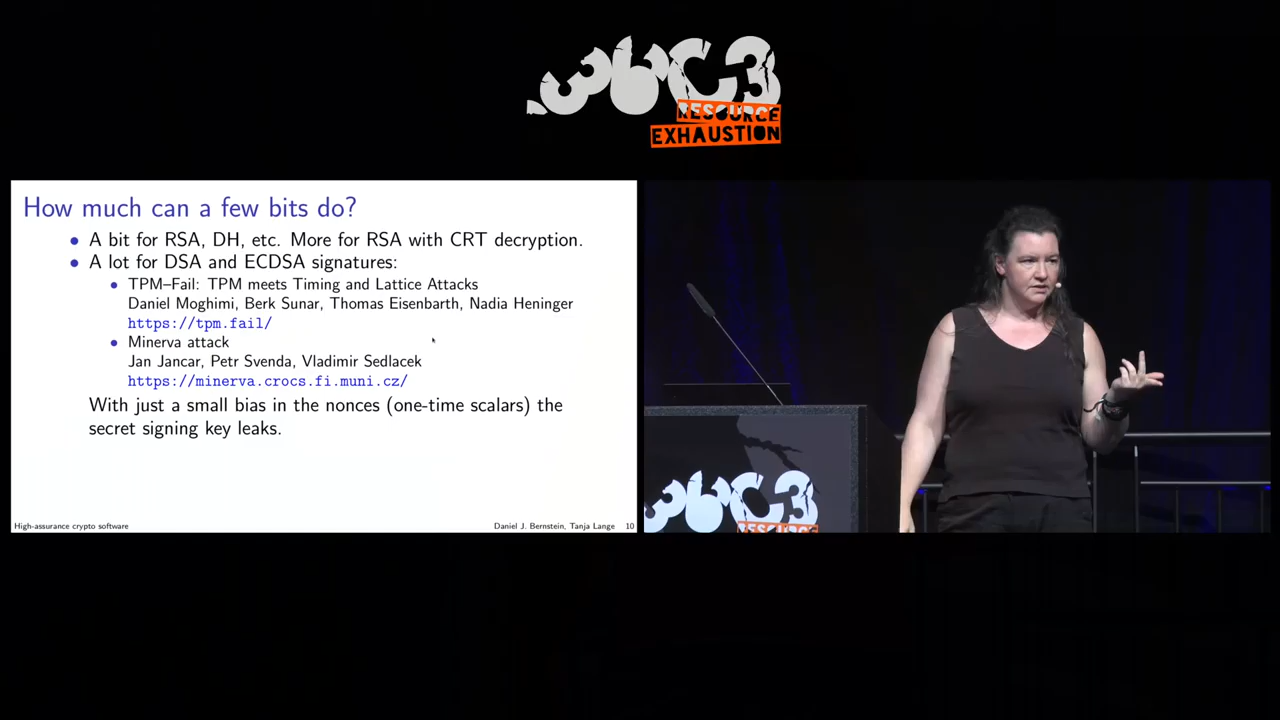 36C3
RESOURCE
EXHAUSTION
How much can a few bits do?
• A bit for RSA, DH, etc. More for RSA with CRT decryption.
• A lot for DSA and ECDSA signatures:
• TPM–Fail: TPM meets Timing and Lattice Attacks
Daniel Moghimi, Berk Sunar, Thomas Eisenbarth, Nadia Heninger
https://tpm.fail/
• Minerva attack
Jan Jancar, Petr Svenda, Vladimir Sedlacek
https://minerva.crocs.fi.muni.cz/
With just a small bias in the nonces (one-time scalars) the
secret signing key leaks.
High-assurance crypto software
Daniel J. Bernstein, Tanja Lange 10
36C3
RESOURCE